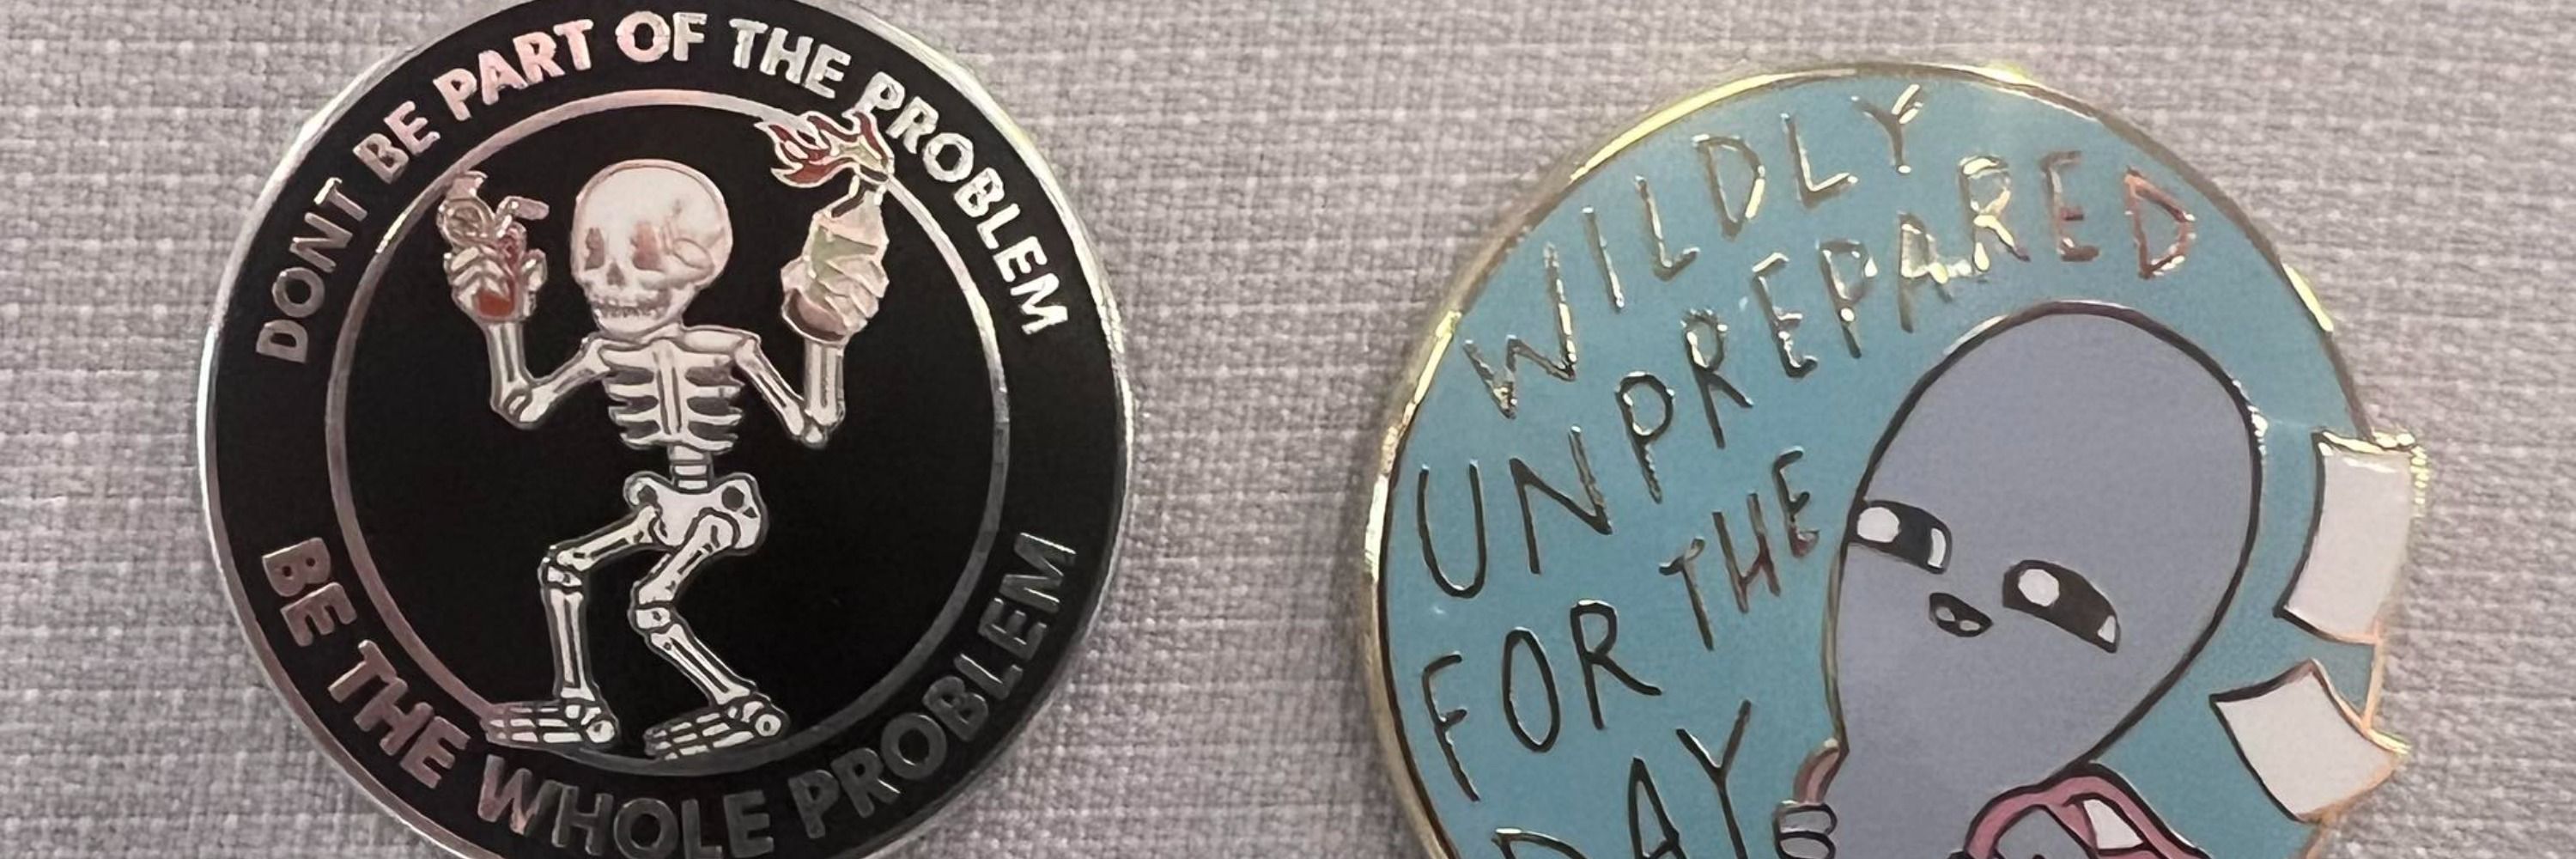 DONT BE PART OF THE PROBLEM
BE THE WHOLE PROBLEM
WILDLY
UNPREPARED
FOR THE
DAY